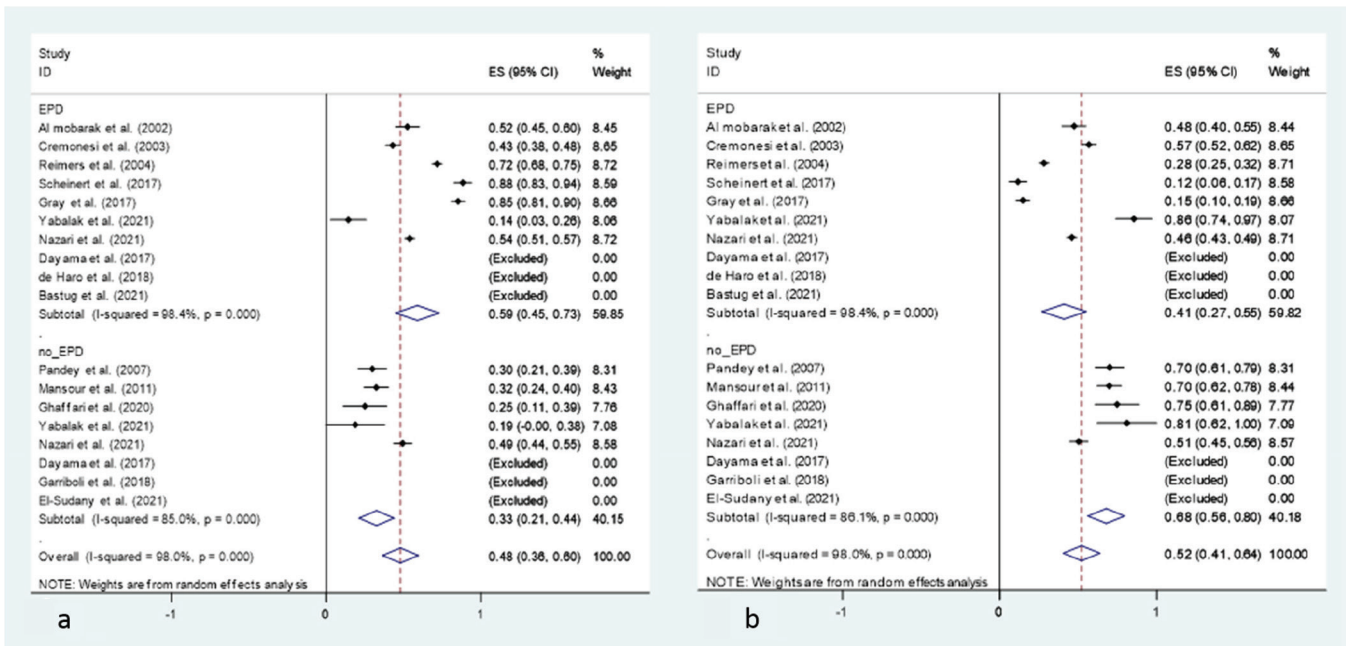 Study
%
ID ES (95% CI) Weight
EPD
Al mobarak et al. (2002) 0.52 (0.45, 0.60) 8.45
Cremonesi et al. (2003) 0.43 (0.38, 0.48) 8.65
Reimers et al. (2004) 0.72 (0.68, 0.75) 8.72
Scheinert et al. (2017) 0.88 (0.83, 0.94) 8.59
Gray et al. (2017) 0.85 (0.81, 0.90) 8.66
Yabalak et al. (2021) 0.14 (0.03, 0.26) 8.06
Nazari et al. (2021) 0.54 (0.51, 0.57) 8.72
Dayama et al. (2017) (Excluded) 0.00
de Haro et al. (2018) (Excluded) 0.00
Bastug et al. (2021) (Excluded) 0.00
Subtotal (I-squared = 98.4%, p = 0.000) 0.59 (0.45, 0.73) 59.85
.
no_EPD
Pandey et al. (2007) 0.30 (0.21, 0.39) 8.31
Mansour et al. (2011) 0.32 (0.24, 0.40) 8.43
Ghaffari et al. (2020) 0.25 (0.11, 0.39) 7.76
Yabalak et al. (2021) 0.19 (-0.00, 0.38) 7.08
Nazari et al. (2021) 0.49 (0.44, 0.55) 8.58
Dayama et al. (2017) (Excluded) 0.00
Garriboli et al. (2018) (Excluded) 0.00
El-Sudany et al. (2021) (Excluded) 0.00
Subtotal (I-squared = 85.0%, p = 0.000) 0.33 (0.21, 0.44) 40.15
.
Overall (I-squared = 98.0%, p = 0.000) 0.48 (0.36, 0.60) 100.00
NOTE: Weights are from random effects analysis
-1 0 1
a
Study
%
ID ES (95% CI) Weight
EPD
Al mobarak et al. (2002) 0.48 (0.40, 0.55) 8.44
Cremonesi et al. (2003) 0.57 (0.52, 0.62) 8.65
Reimers et al. (2004) 0.28 (0.25, 0.32) 8.71
Scheinert et al. (2017) 0.12 (0.06, 0.17) 8.58
Gray et al. (2017) 0.15 (0.10, 0.19) 8.66
Yabalak et al. (2021) 0.86 (0.74, 0.97) 8.07
Nazari et al. (2021) 0.46 (0.43, 0.49) 8.71
Dayama et al. (2017) (Excluded) 0.00
de Haro et al. (2018) (Excluded) 0.00
Bastug et al. (2021) (Excluded) 0.00
Subtotal (I-squared = 98.4%, p = 0.000) 0.41 (0.27, 0.55) 59.82
.
no_EPD
Pandey et al. (2007) 0.70 (0.61, 0.79) 8.31
Mansour et al. (2011) 0.70 (0.62, 0.78) 8.44
Ghaffari et al. (2020) 0.75 (0.61, 0.89) 7.77
Yabalak et al. (2021) 0.81 (0.62, 1.00) 7.09
Nazari et al. (2021) 0.51 (0.45, 0.56) 8.57
Dayama et al. (2017) (Excluded) 0.00
Garriboli et al. (2018) (Excluded) 0.00
El-Sudany et al. (2021) (Excluded) 0.00
Subtotal (I-squared = 86.1%, p = 0.000) 0.68 (0.56, 0.80) 40.18
.
Overall (I-squared = 98.0%, p = 0.000) 0.52 (0.41, 0.64) 100.00
NOTE: Weights are from random effects analysis
-1 0 1
b